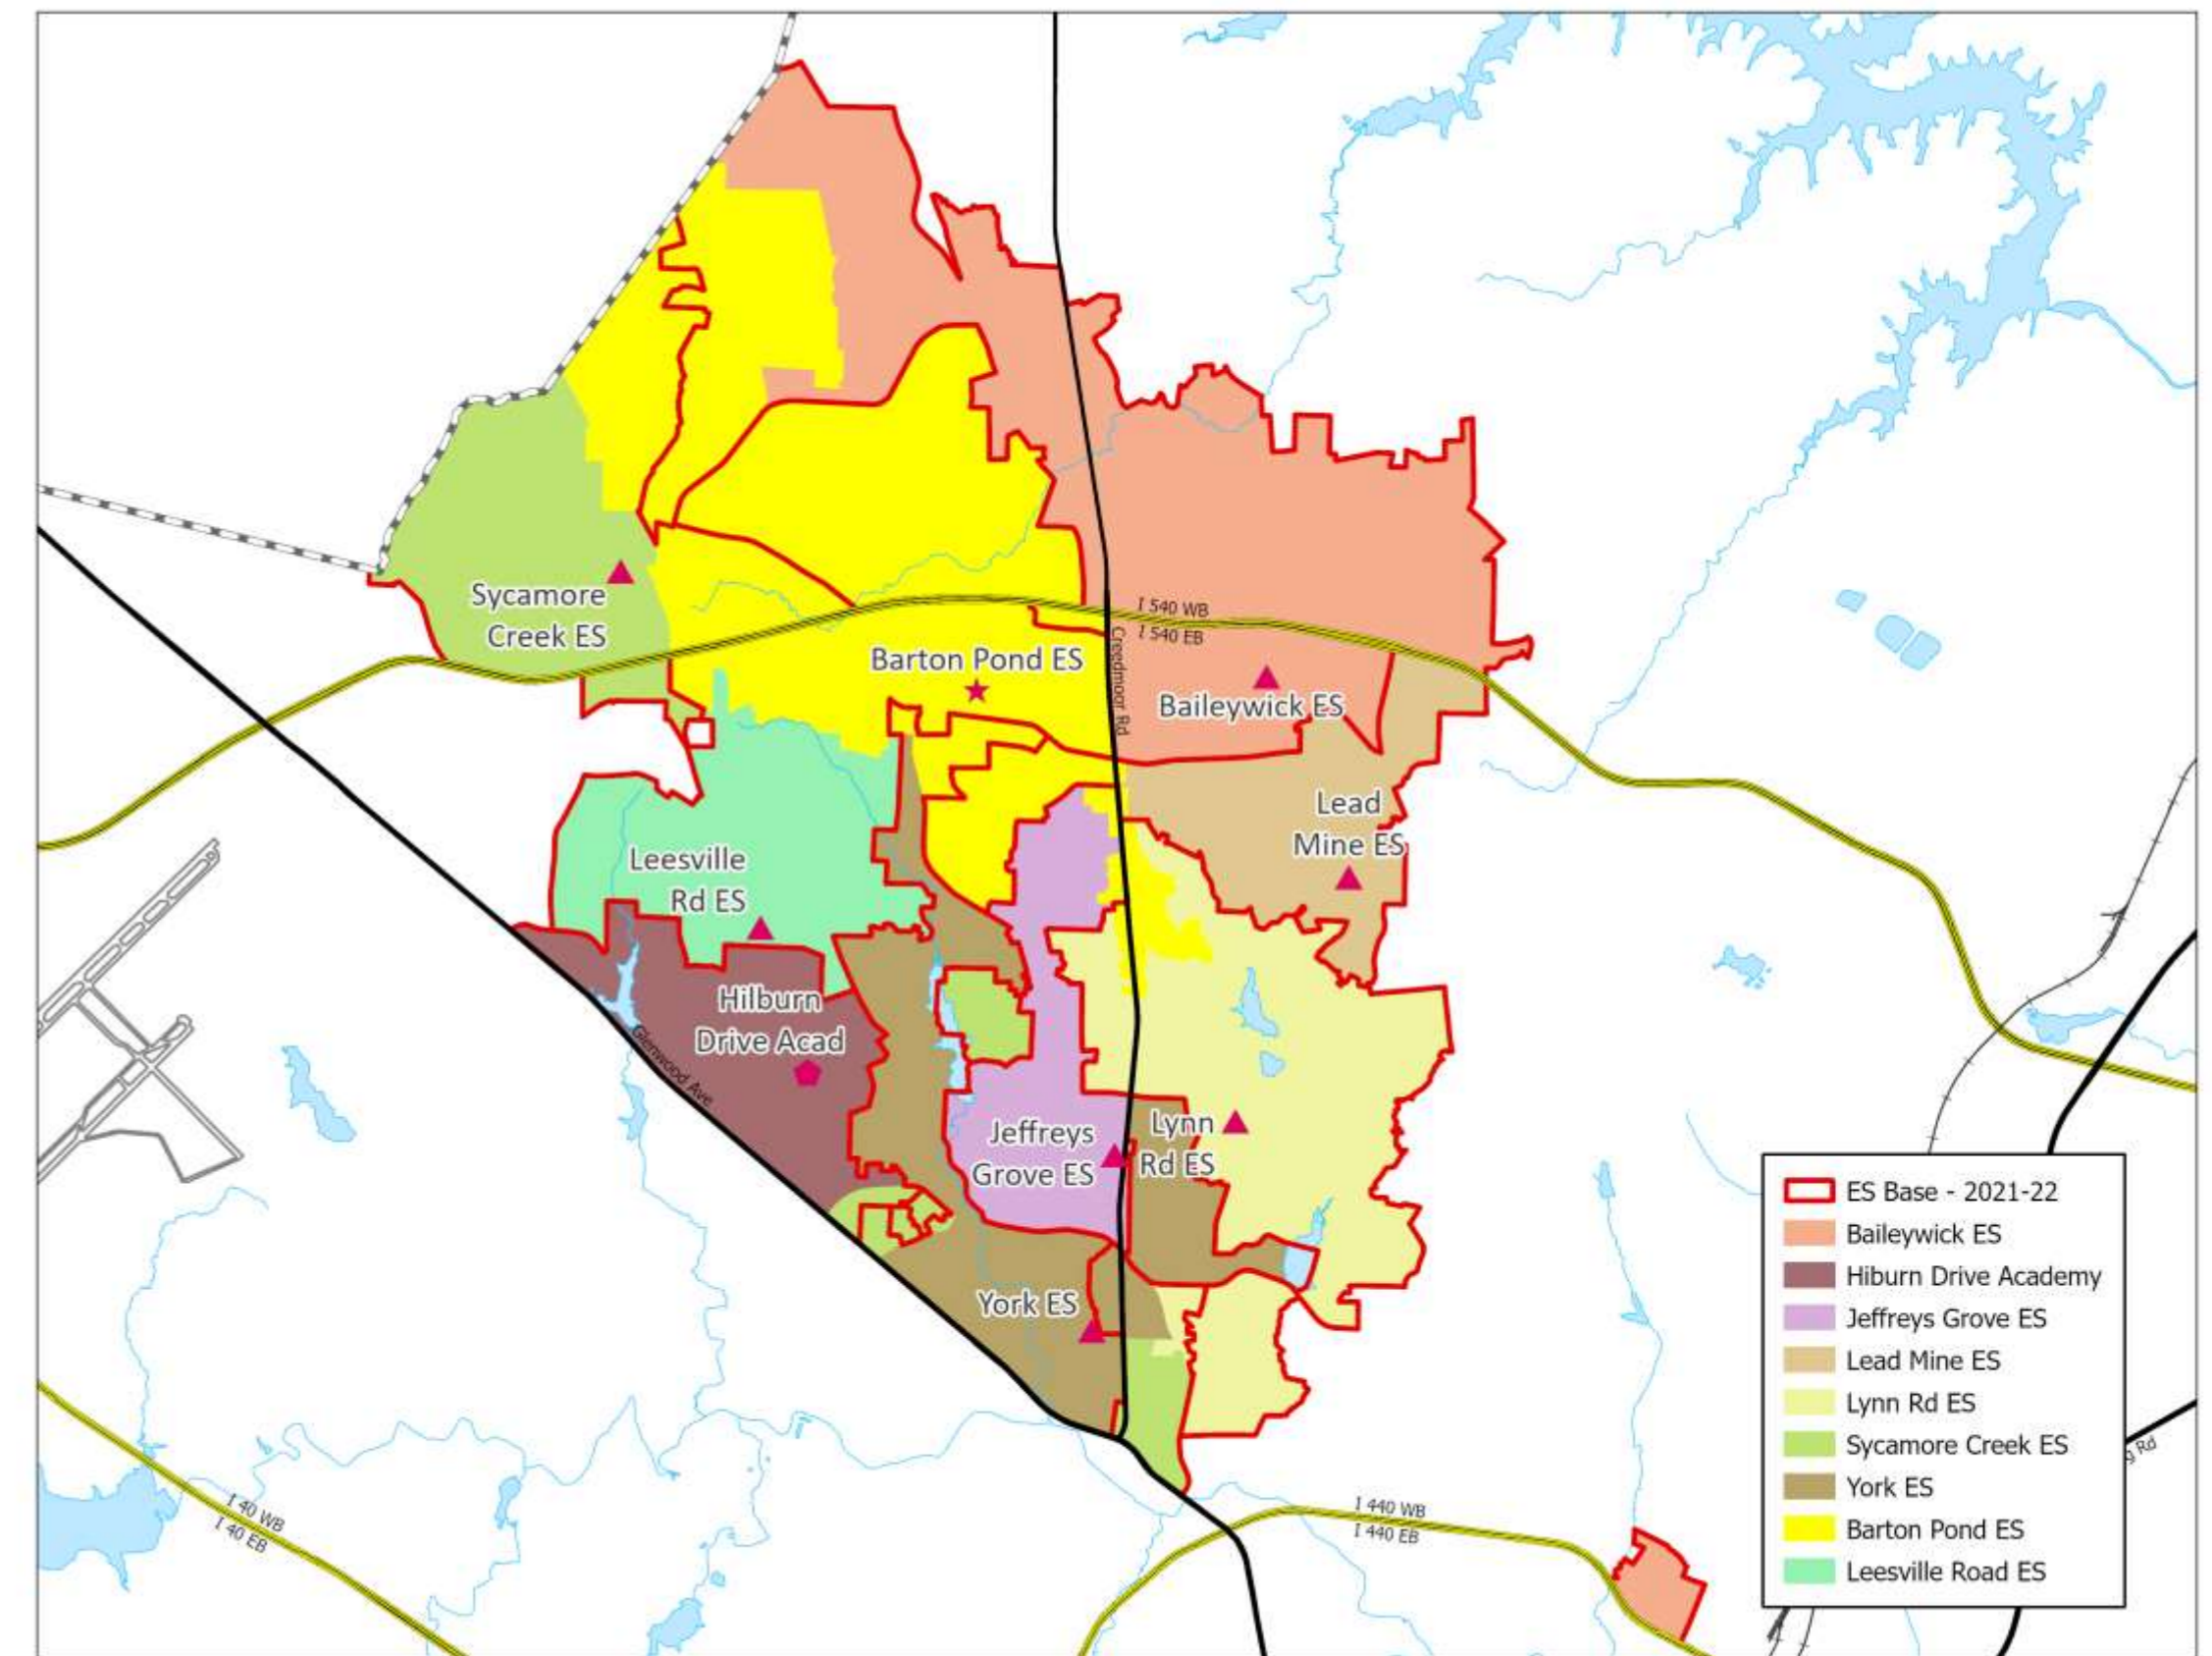 I 540 WB
I 540 EB
Creedmoor Rd
Sycamore
Creek ES
Barton Pond ES
Baileywick ES
Lead
Mine ES
Leesville
Rd ES
Hilburn
Drive Acad
Glenwood Ave
Jeffreys
Grove ES
Lynn
Rd ES
York ES
I 40 WB
I 40 EB
I 440 WB
I 440 EB
Rd
ES Base - 2021-22
Baileywick ES
Hiburn Drive Academy
Jeffreys Grove ES
Lead Mine ES
Lynn Rd ES
Sycamore Creek ES
York ES
Barton Pond ES
Leesville Road ES